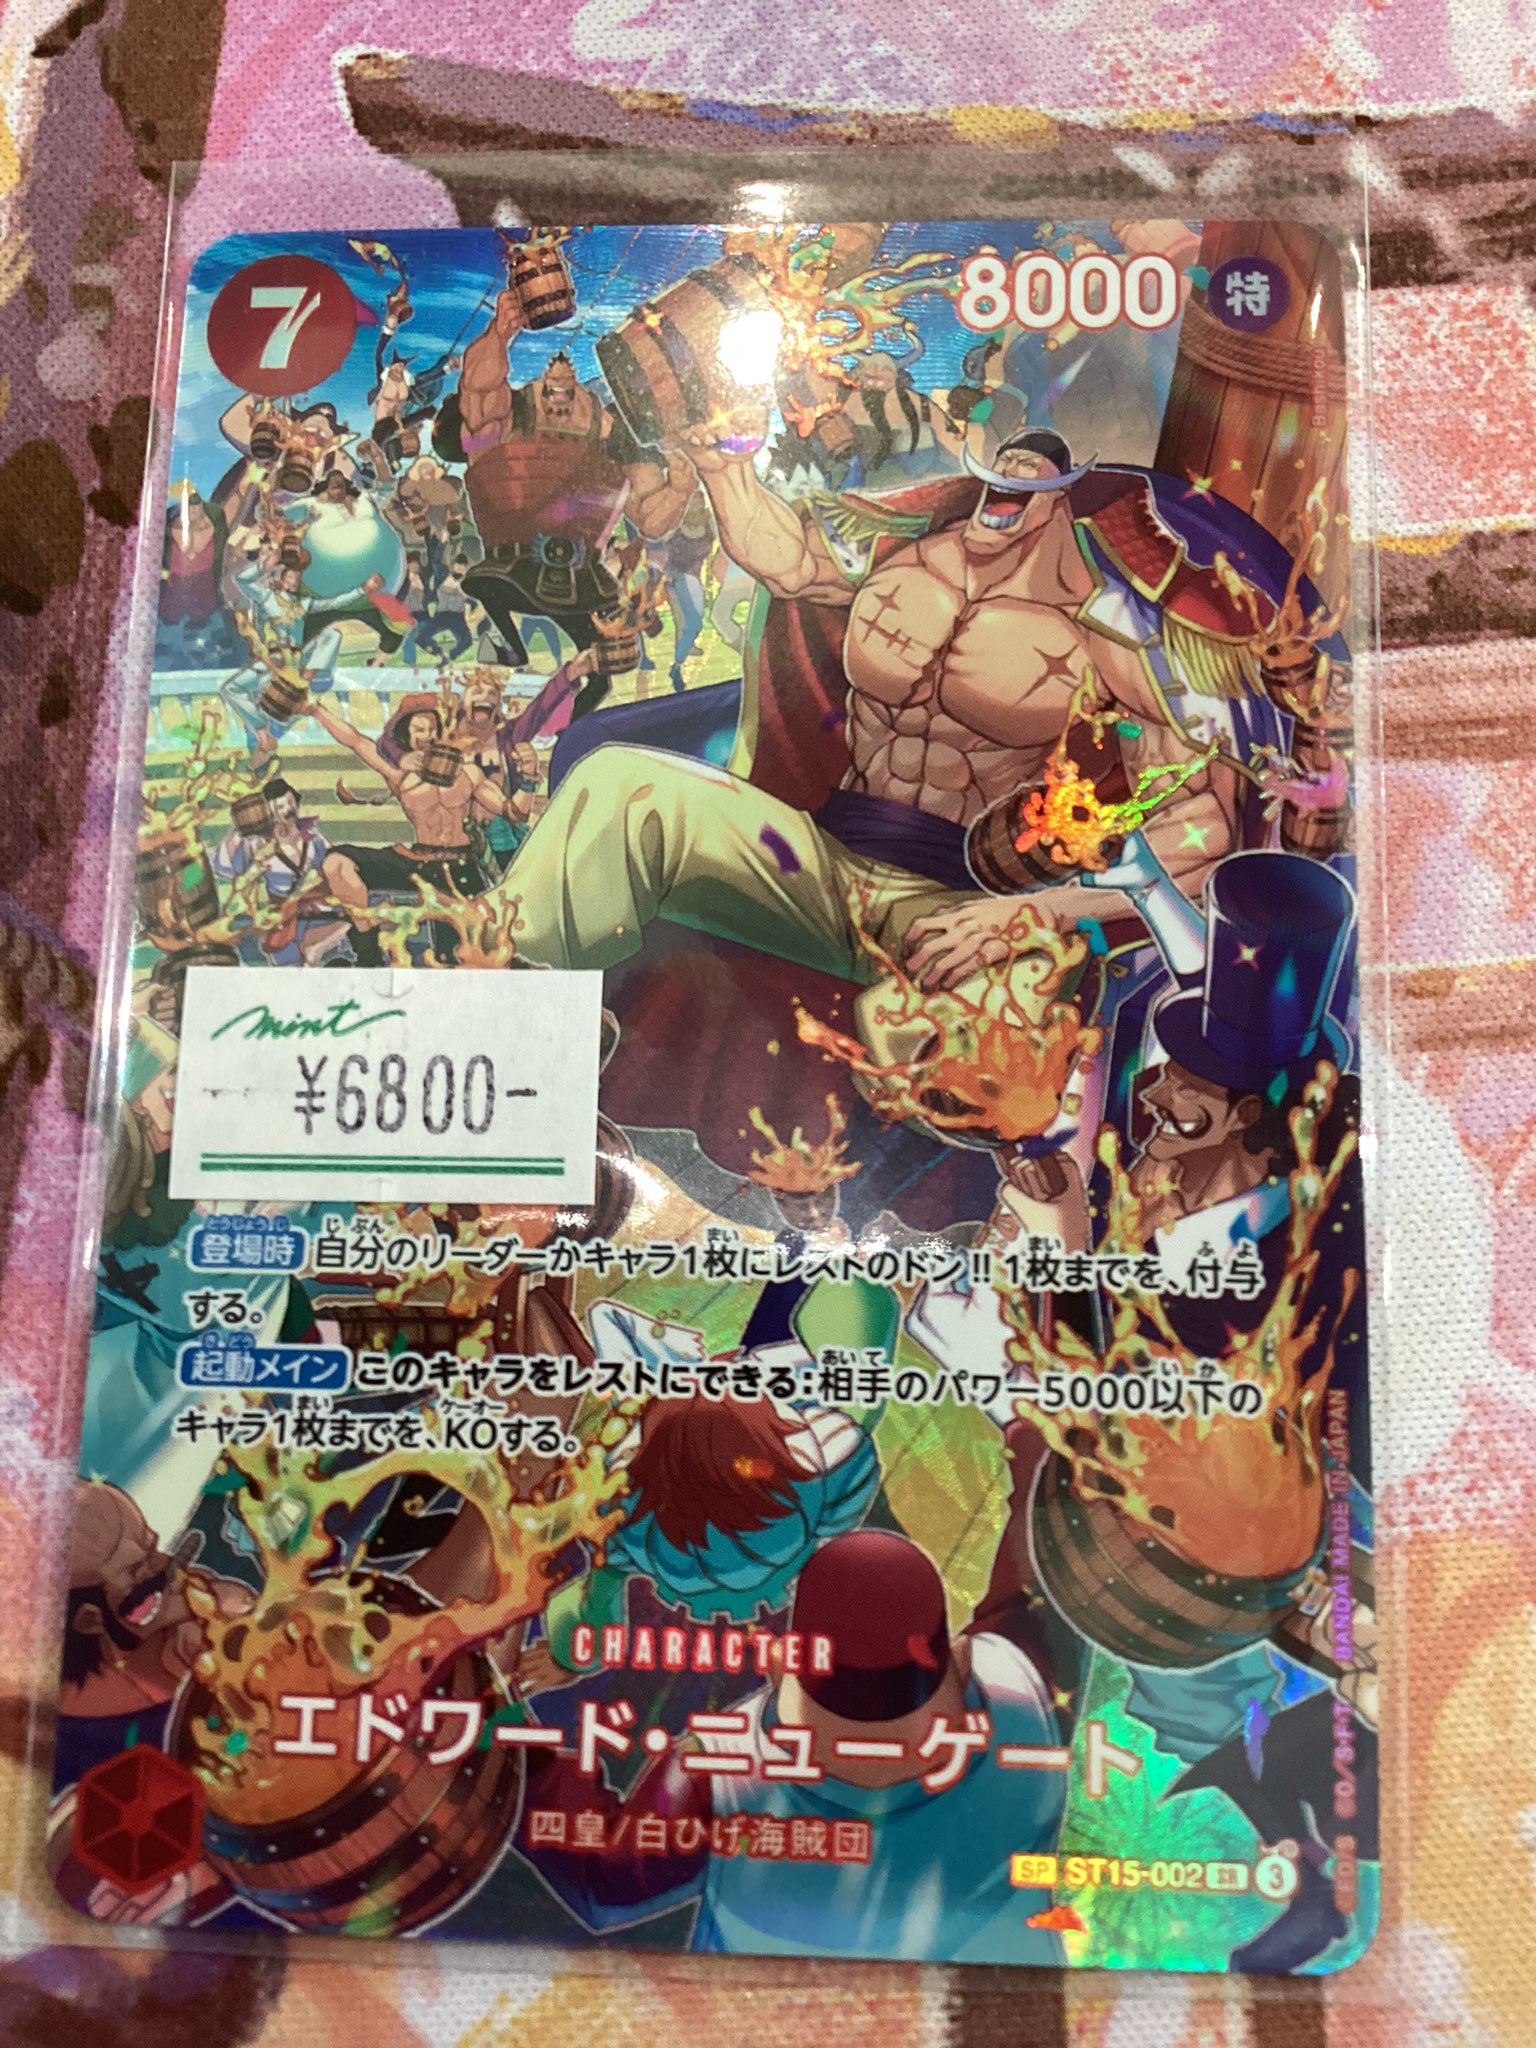 7
8000
特
mint
¥6800-
登場時 自分のリーダーかキャラ1枚にレストのドン!! 1枚までを、付与
する。
起動メイン このキャラをレストにできる:相手のパワー5000以下の
キャラ1枚までを、KOする。
CHARACTER
エドワード・ニューゲート
四皇/白ひげ海賊団
SP ST15-002 SR 3
BANDAI MADE IN JAPAN